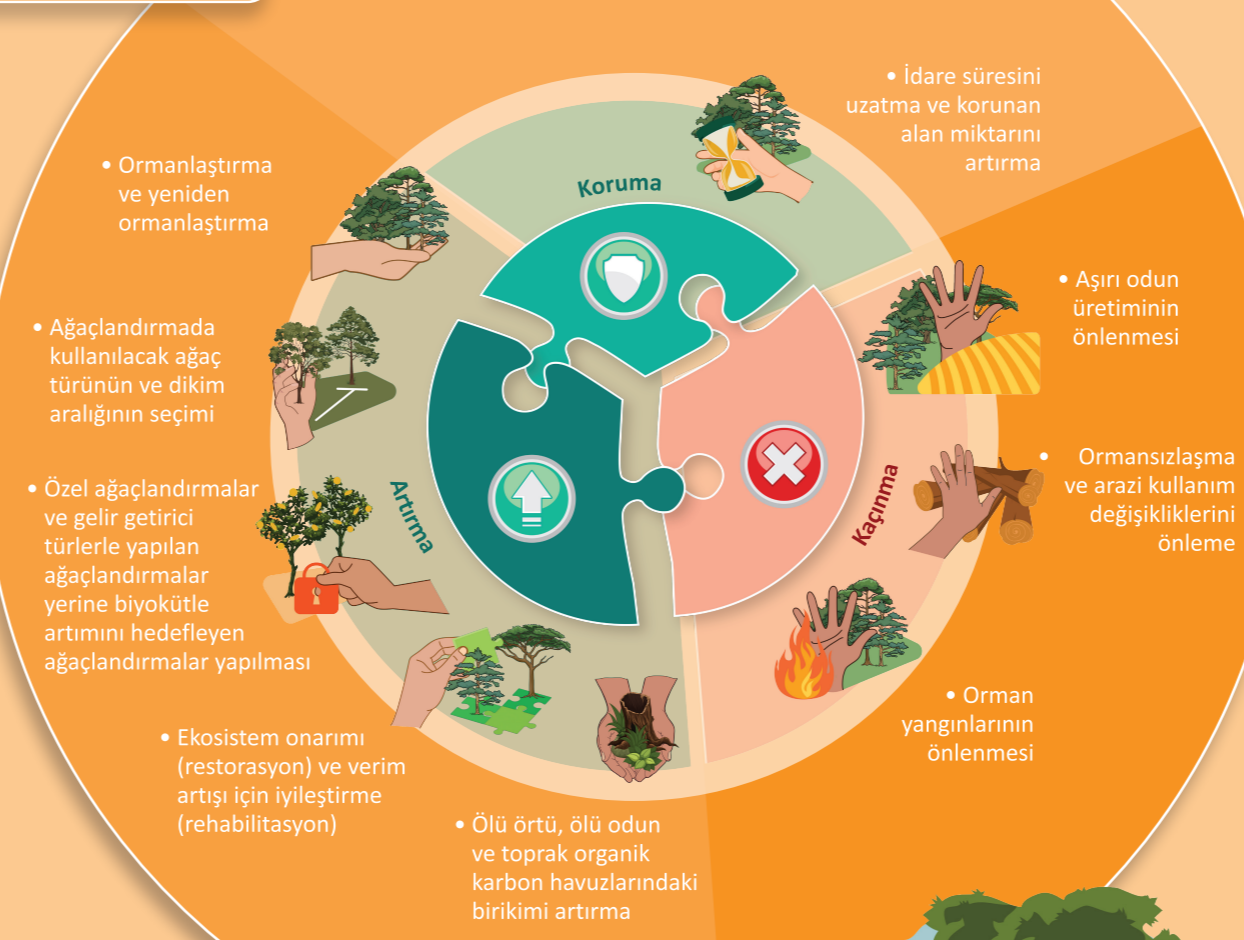 Koruma
• İdare süresini
uzatma ve korunan
alan miktarını
artırma
Kaçınma
• Aşırı odun
üretiminin
önlenmesi
• Ormansızlaşma
ve arazi kullanım
değişikliklerini
önleme
• Orman
yangınlarının
önlenmesi
Artırma
• Ormanlaştırma
ve yeniden
ormanlaştırma
• Ağaçlandırmada
kullanılacak ağaç
türünün ve dikim
aralığının seçimi
• Özel ağaçlandırmalar
ve gelir getirici
türlerle yapılan
ağaçlandırmalar
yerine biyokütle
artımını hedefleyen
ağaçlandırmalar yapılması
• Ekosistem onarımı
(restorasyon) ve verim
artışı için iyileştirme
(rehabilitasyon)
• Ölü örtü, ölü odun
ve toprak organik
karbon havuzlarındaki
birikimi artırma